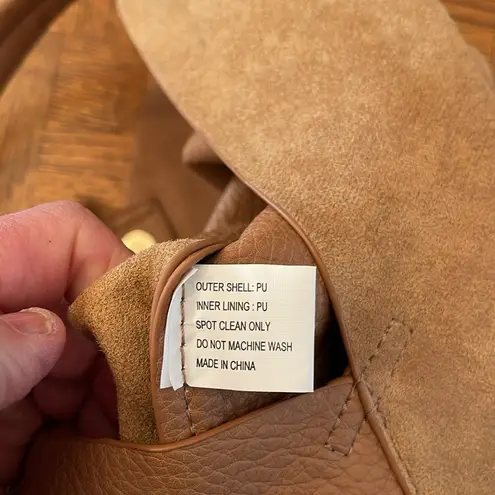 OUTER SHELL: PU
INNER LINING : PU
SPOT CLEAN ONLY
DO NOT MACHINE WASH
MADE IN CHINA